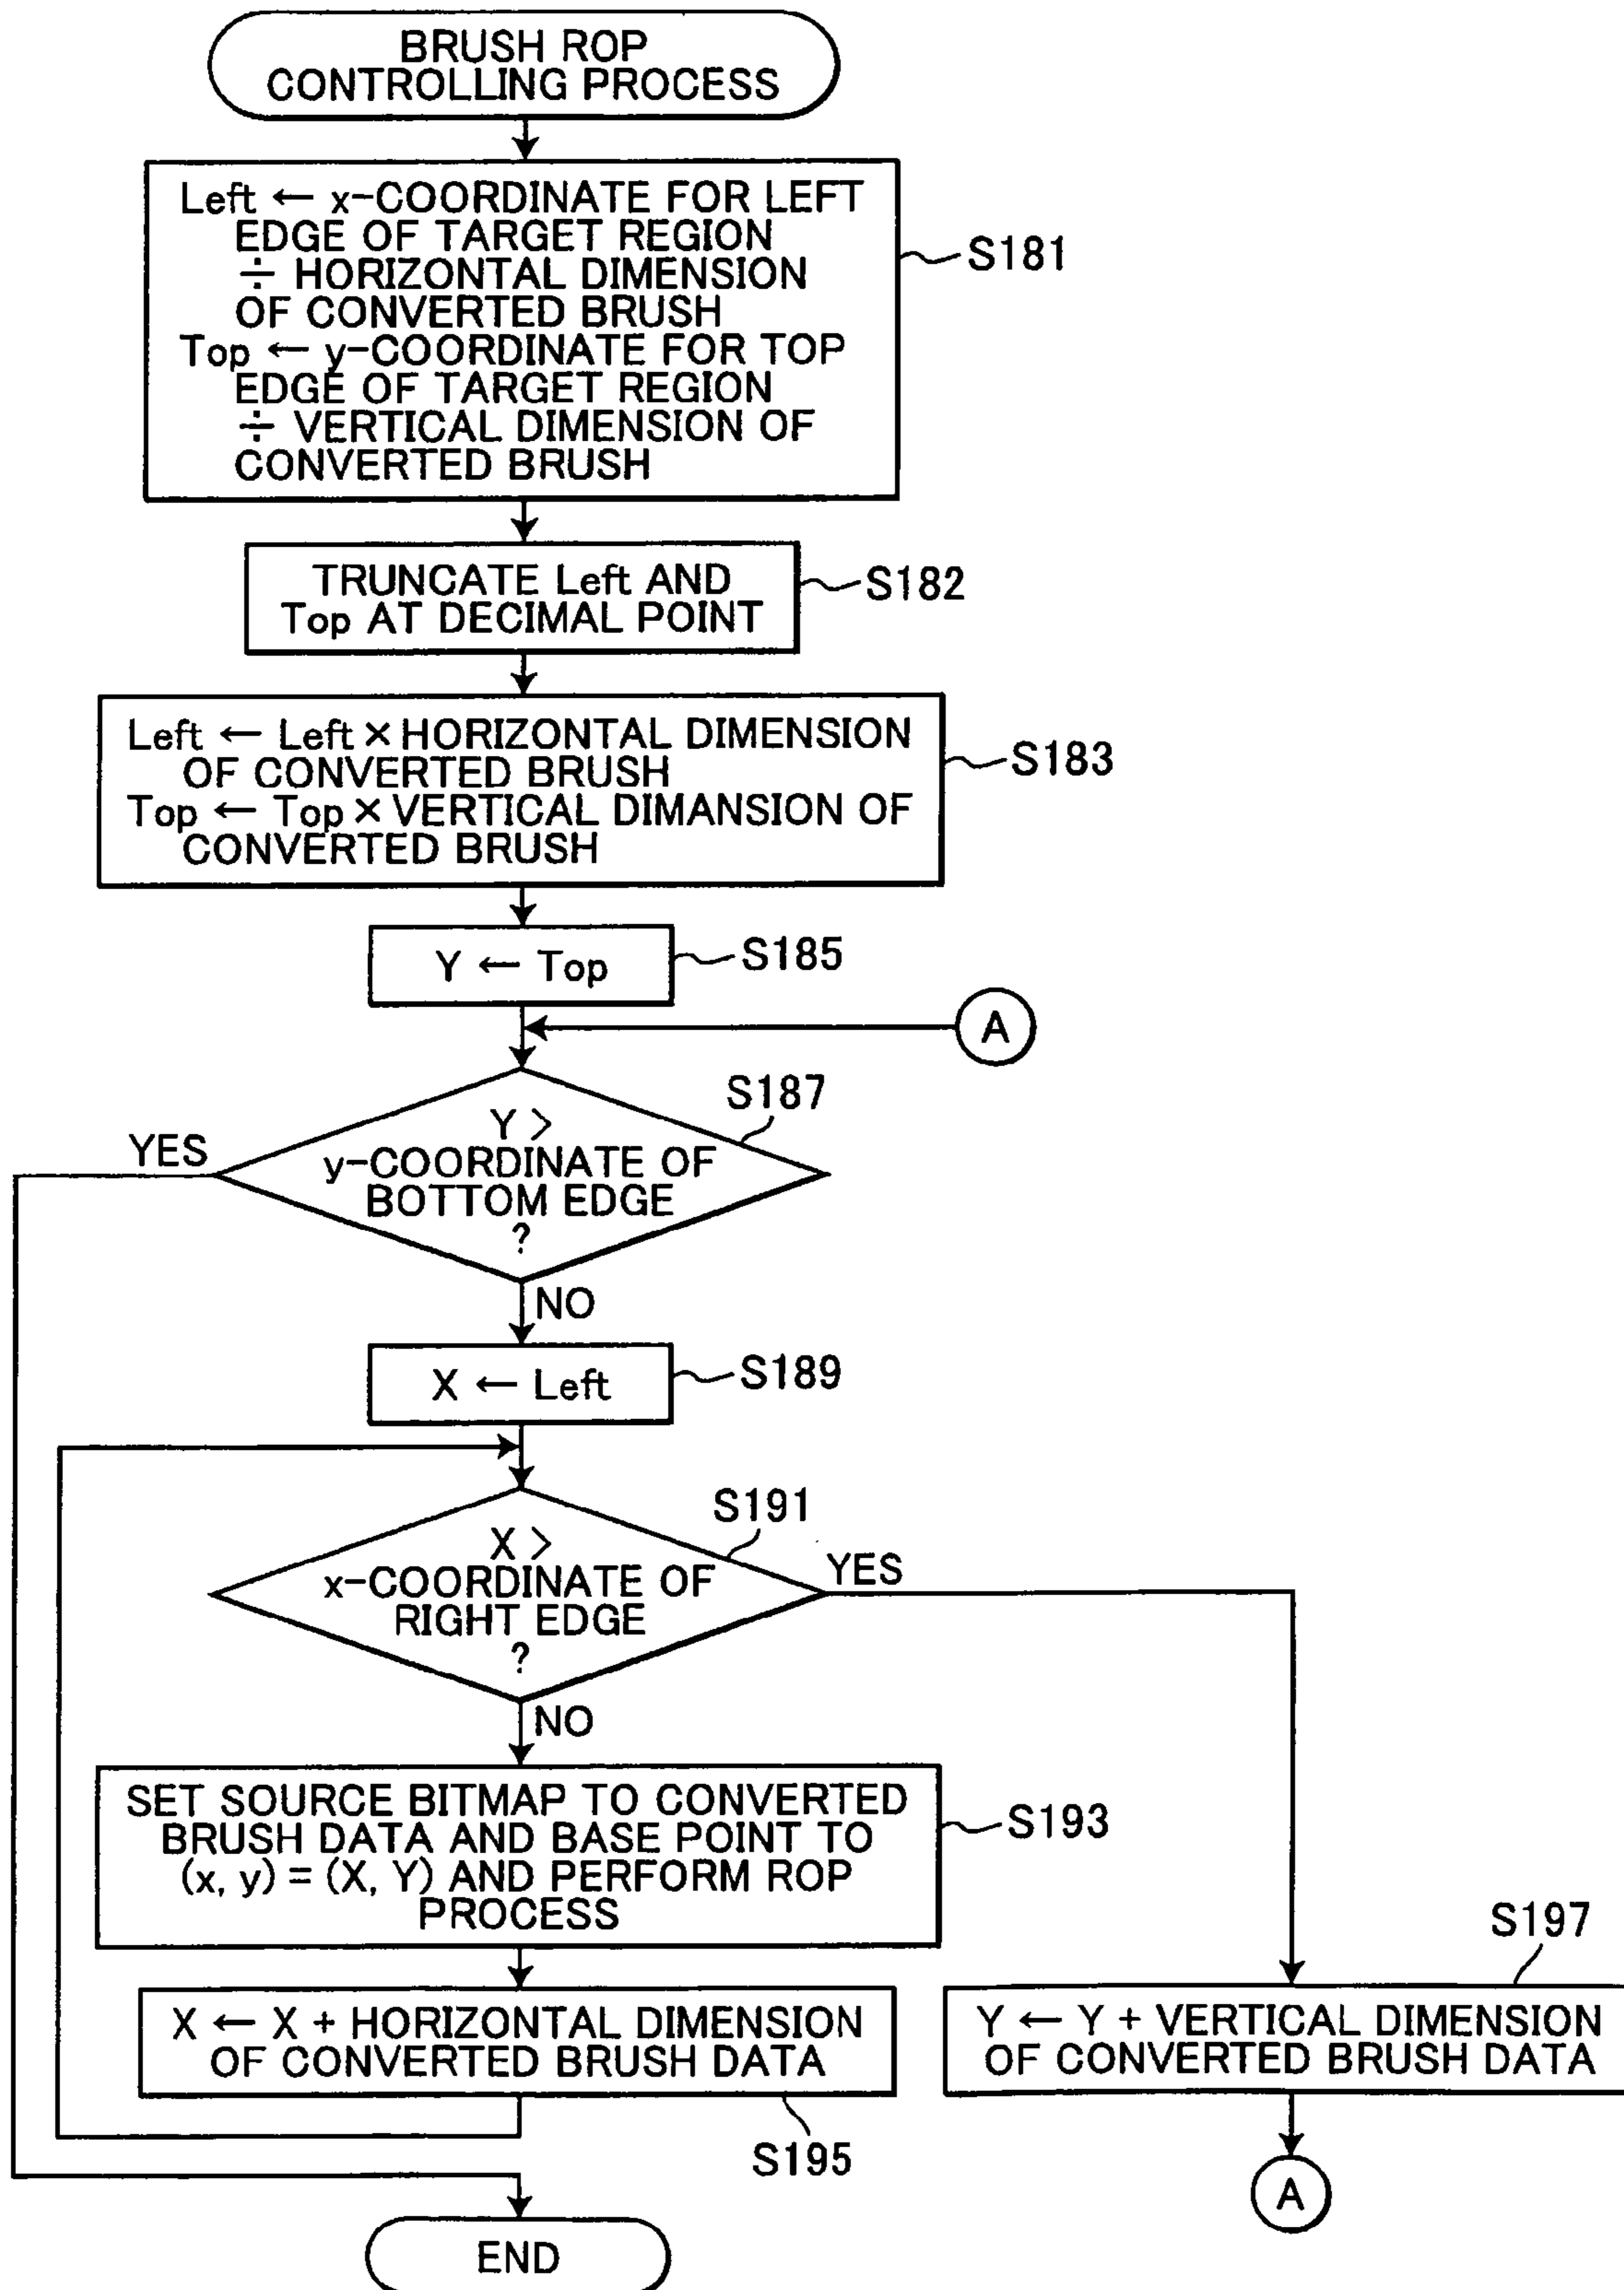 BRUSH ROP
CONTROLLING PROCESS
Left ← x-COORDINATE FOR LEFT
EDGE OF TARGET REGION
÷ HORIZONTAL DIMENSION
OF CONVERTED BRUSH
Top ← y-COORDINATE FOR TOP
EDGE OF TARGET REGION
÷ VERTICAL DIMENSION OF
CONVERTED BRUSH
S181
TRUNCATE Left AND
Top AT DECIMAL POINT
S182
Left ← Left × HORIZONTAL DIMENSION
OF CONVERTED BRUSH
Top ← Top × VERTICAL DIMANSION OF
CONVERTED BRUSH
S183
Y ← Top
S185
A
S187
Y >
y-COORDINATE OF
BOTTOM EDGE
?
YES
NO
X ← Left
S189
S191
X >
x-COORDINATE OF
RIGHT EDGE
?
YES
NO
SET SOURCE BITMAP TO CONVERTED
BRUSH DATA AND BASE POINT TO
(x, y) = (X, Y) AND PERFORM ROP
PROCESS
S193
X ← X + HORIZONTAL DIMENSION
OF CONVERTED BRUSH DATA
S195
S197
Y ← Y + VERTICAL DIMENSION
OF CONVERTED BRUSH DATA
A
END